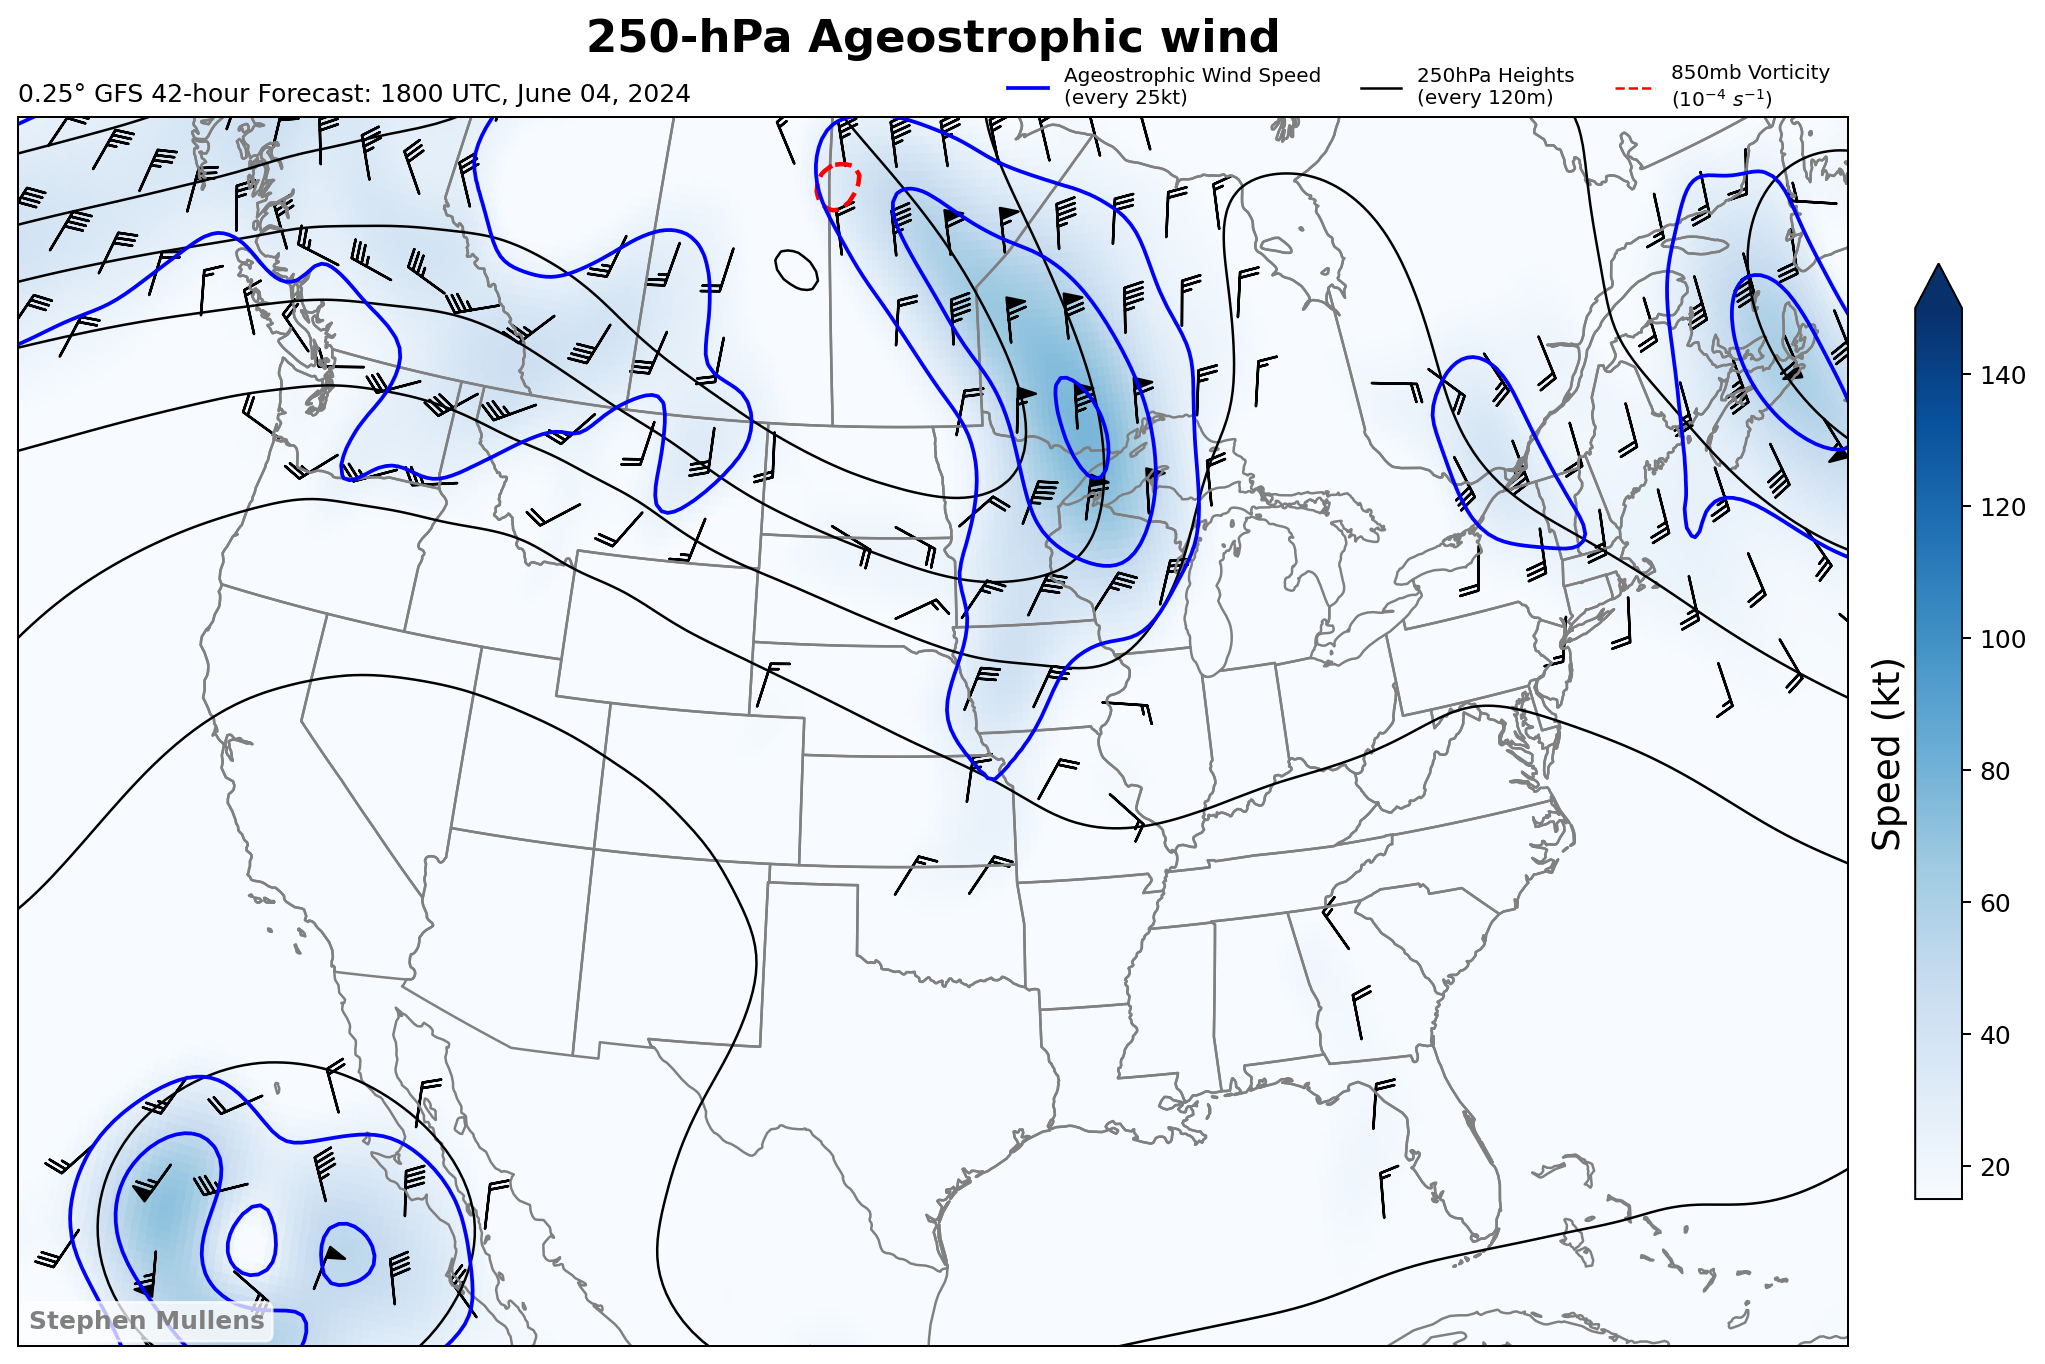 250-hPa Ageostrophic wind
0.25° GFS 42-hour Forecast: 1800 UTC, June 04, 2024
Ageostrophic Wind Speed
(every 25kt)
250hPa Heights
(every 120m)
850mb Vorticity
(10⁻⁴ s⁻¹)
140
120
100
80
60
40
20
Speed (kt)
Stephen Mullens